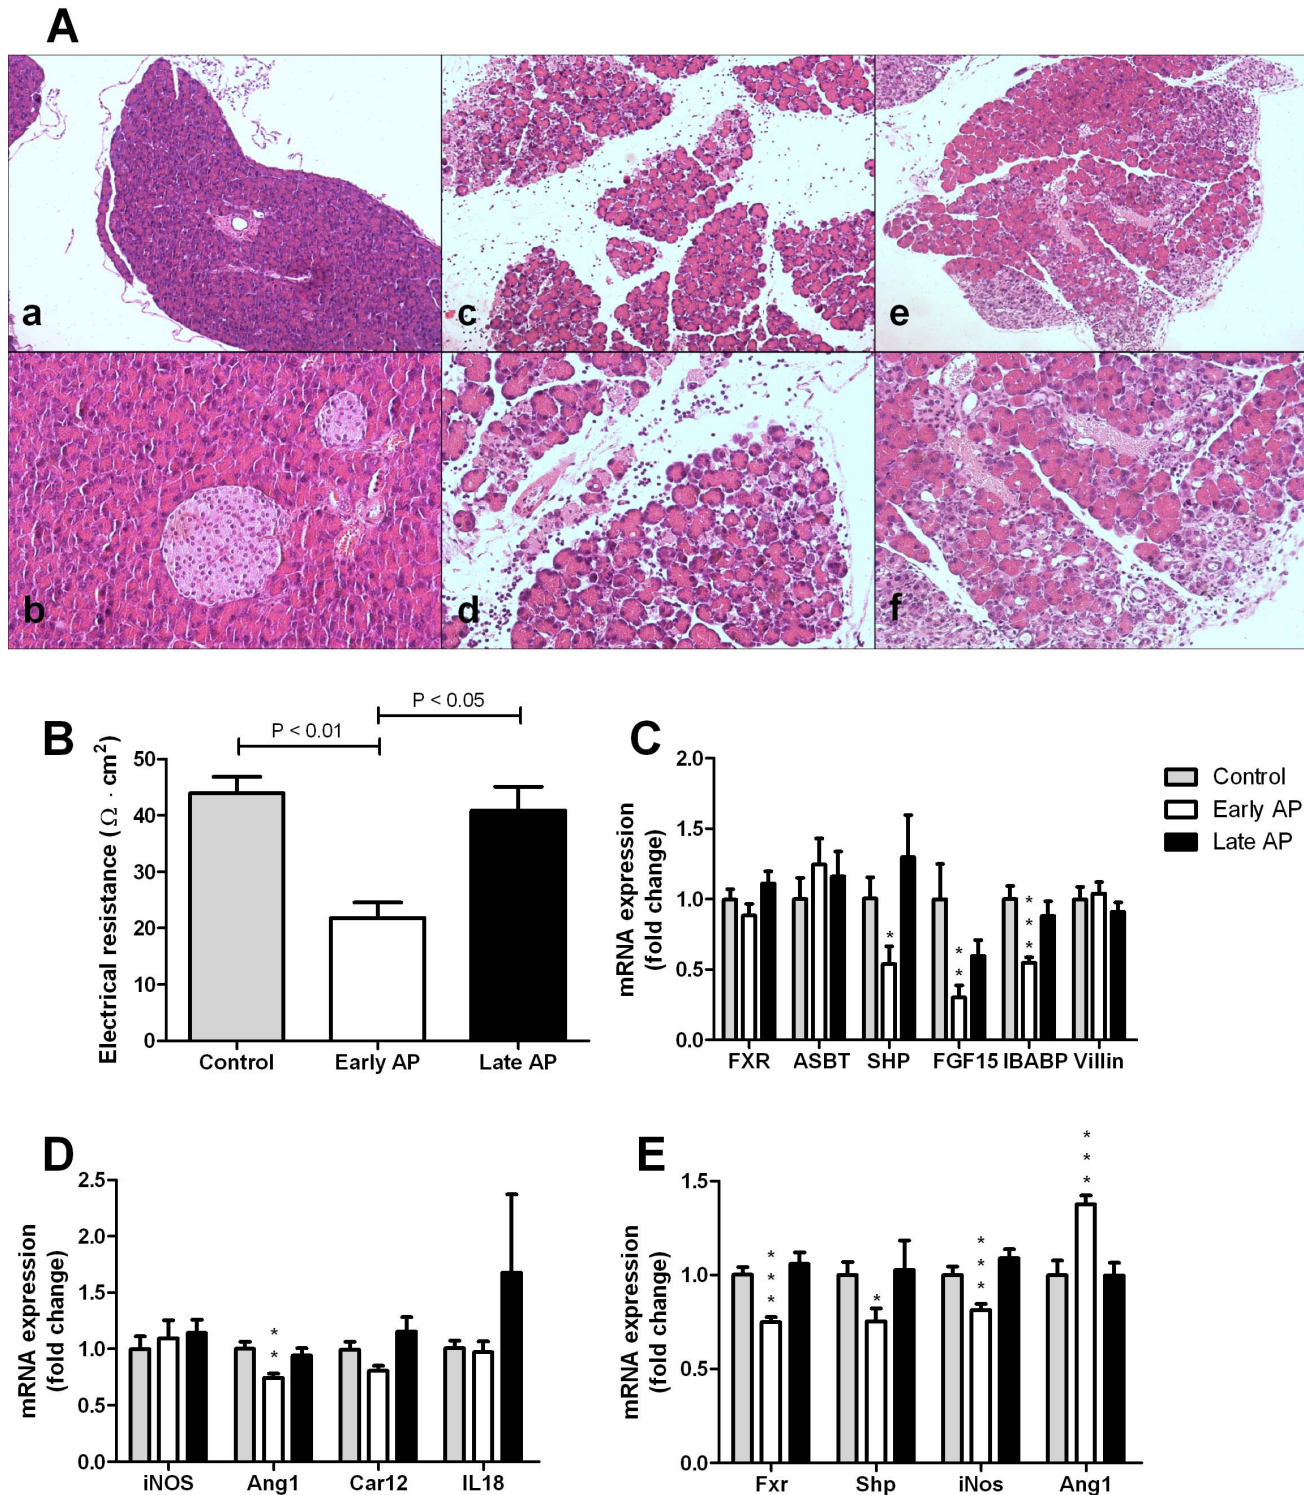 A
a
c
e
b
d
f
B
P < 0.01
P < 0.05
Electrical resistance (Ω · cm²)
50
40
30
20
10
0
Control
Early AP
Late AP
C
mRNA expression
(fold change)
2.0
1.5
1.0
0.5
0.0
*
* *
* * *
FXR
ASBT
SHP
FGF15
IBABP
Villin
Control
Early AP
Late AP
D
mRNA expression
(fold change)
2.5
2.0
1.5
1.0
0.5
0.0
* *
iNOS
Ang1
Car12
IL18
E
mRNA expression
(fold change)
1.5
1.0
0.5
0.0
* * *
*
* * *
* * *
Fxr
Shp
iNos
Ang1